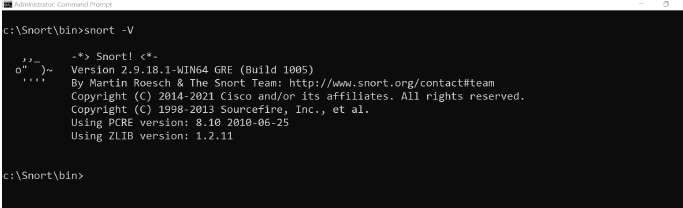 Administrator: Command Prompt
c:\Snort\bin>snort -V
,,_ -*> Snort! <*-
o" )~ Version 2.9.18.1-WIN64 GRE (Build 1005)
'''' By Martin Roesch & The Snort Team: http://www.snort.org/contact#team
Copyright (C) 2014-2021 Cisco and/or its affiliates. All rights reserved.
Copyright (C) 1998-2013 Sourcefire, Inc., et al.
Using PCRE version: 8.10 2010-06-25
Using ZLIB version: 1.2.11
c:\Snort\bin>